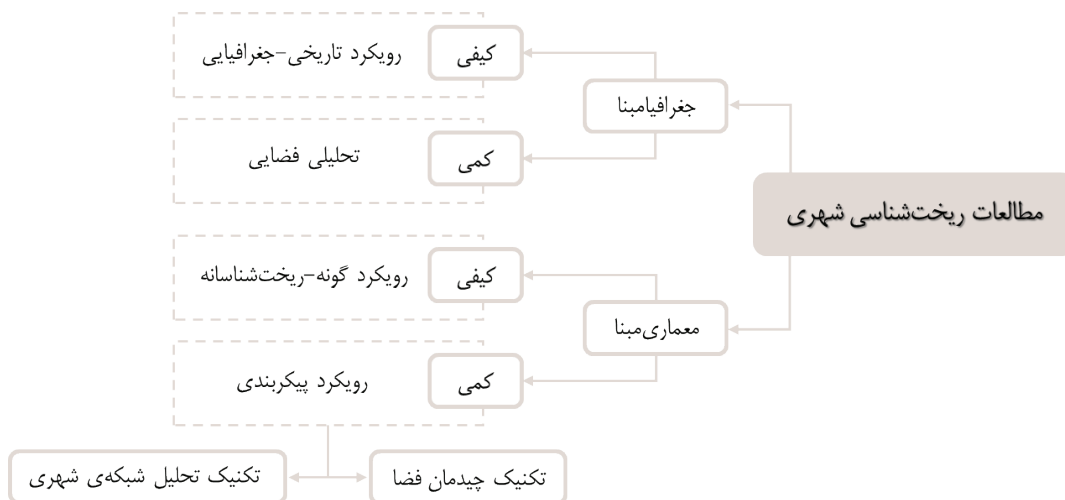 مطالعات ریخت‌شناسی شهری
جغرافیامبنا
کیفی
رویکرد تاریخی-جغرافیایی
کمی
تحلیلی فضایی
معماری‌مبنا
کیفی
رویکرد گونه-ریخت‌شناسانه
کمی
رویکرد پیکربندی
تکنیک چیدمان فضا
تکنیک تحلیل شبکه‌ی شهری